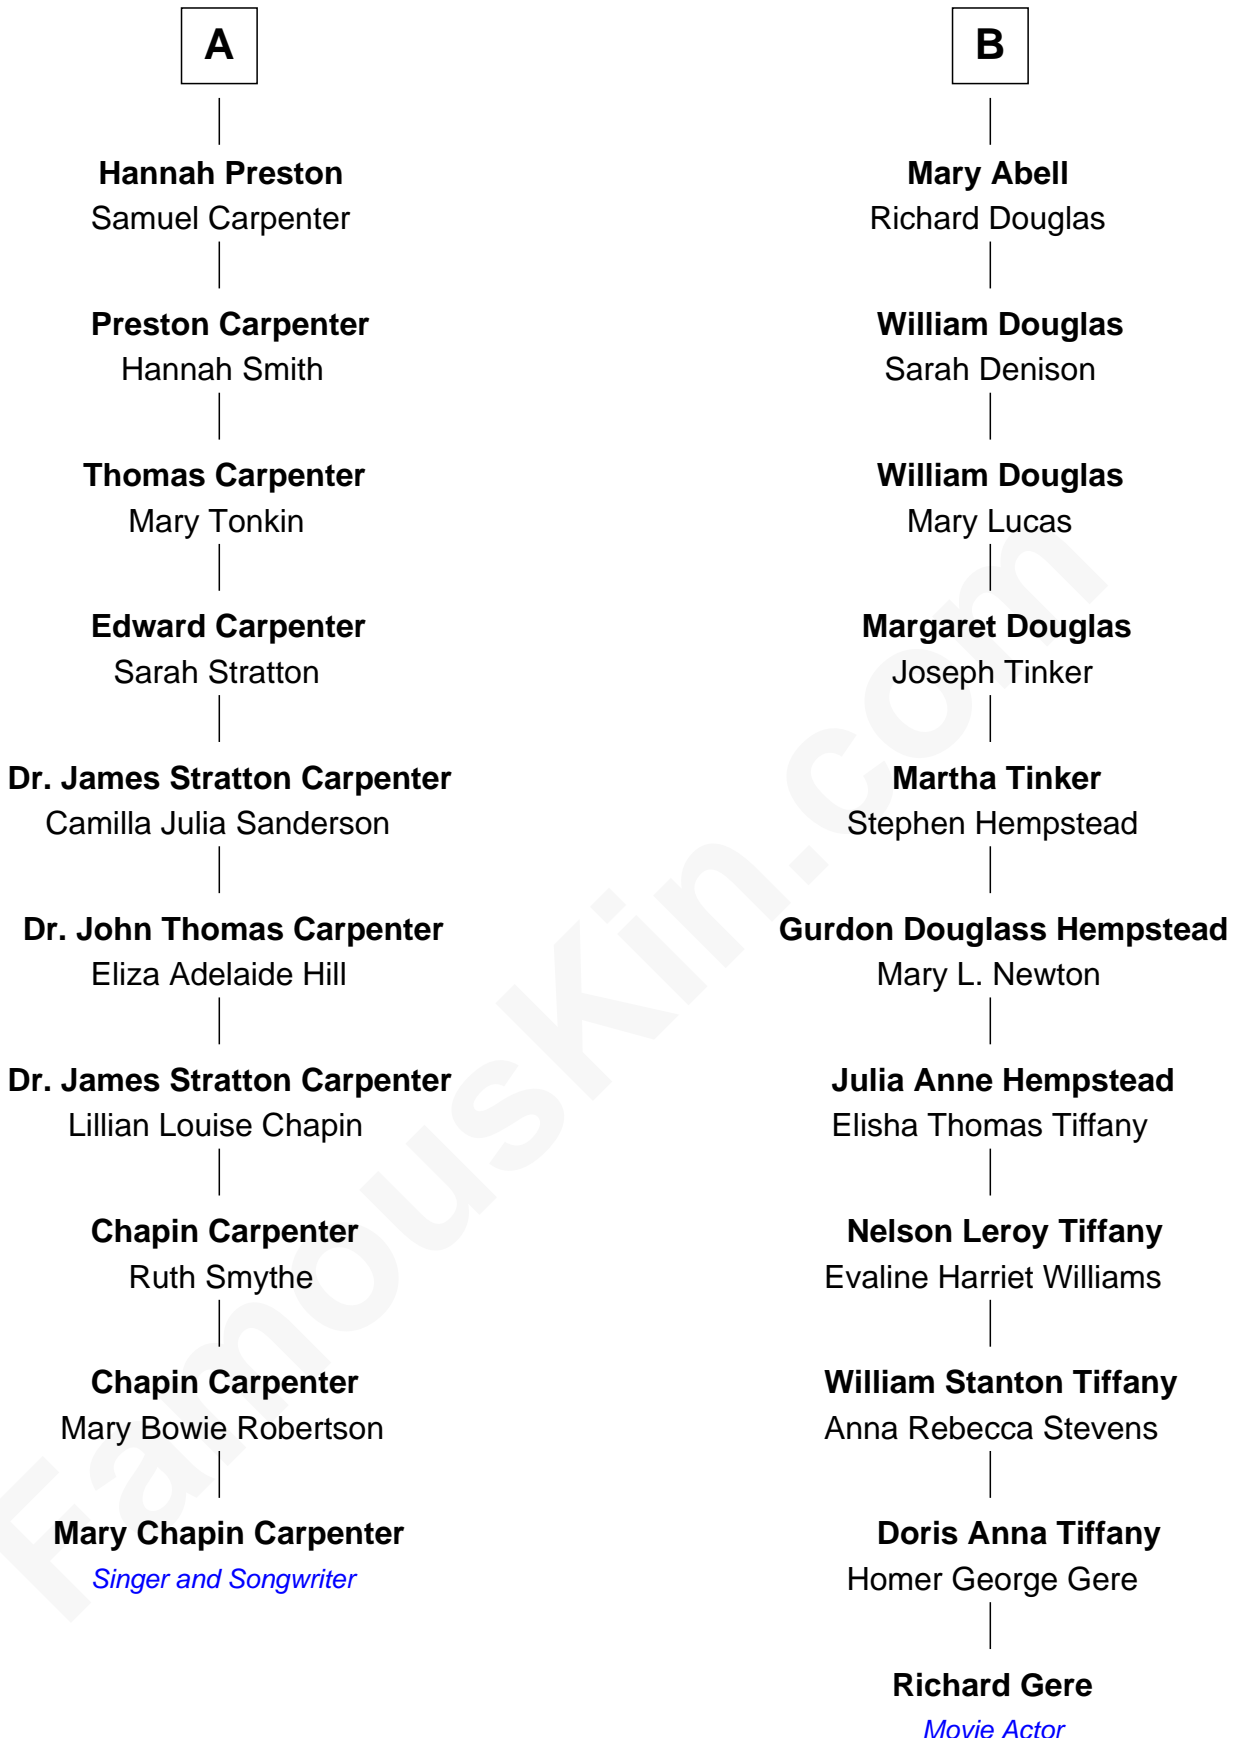 A
Hannah Preston
Samuel Carpenter
Preston Carpenter
Hannah Smith
Thomas Carpenter
Mary Tonkin
Edward Carpenter
Sarah Stratton
Dr. James Stratton Carpenter
Camilla Julia Sanderson
Dr. John Thomas Carpenter
Eliza Adelaide Hill
Dr. James Stratton Carpenter
Lillian Louise Chapin
Chapin Carpenter
Ruth Smythe
Chapin Carpenter
Mary Bowie Robertson
Mary Chapin Carpenter
Singer and Songwriter
B
Mary Abell
Richard Douglas
William Douglas
Sarah Denison
William Douglas
Mary Lucas
Margaret Douglas
Joseph Tinker
Martha Tinker
Stephen Hempstead
Gurdon Douglass Hempstead
Mary L. Newton
Julia Anne Hempstead
Elisha Thomas Tiffany
Nelson Leroy Tiffany
Evaline Harriet Williams
William Stanton Tiffany
Anna Rebecca Stevens
Doris Anna Tiffany
Homer George Gere
Richard Gere
Movie Actor
FamousKin.com